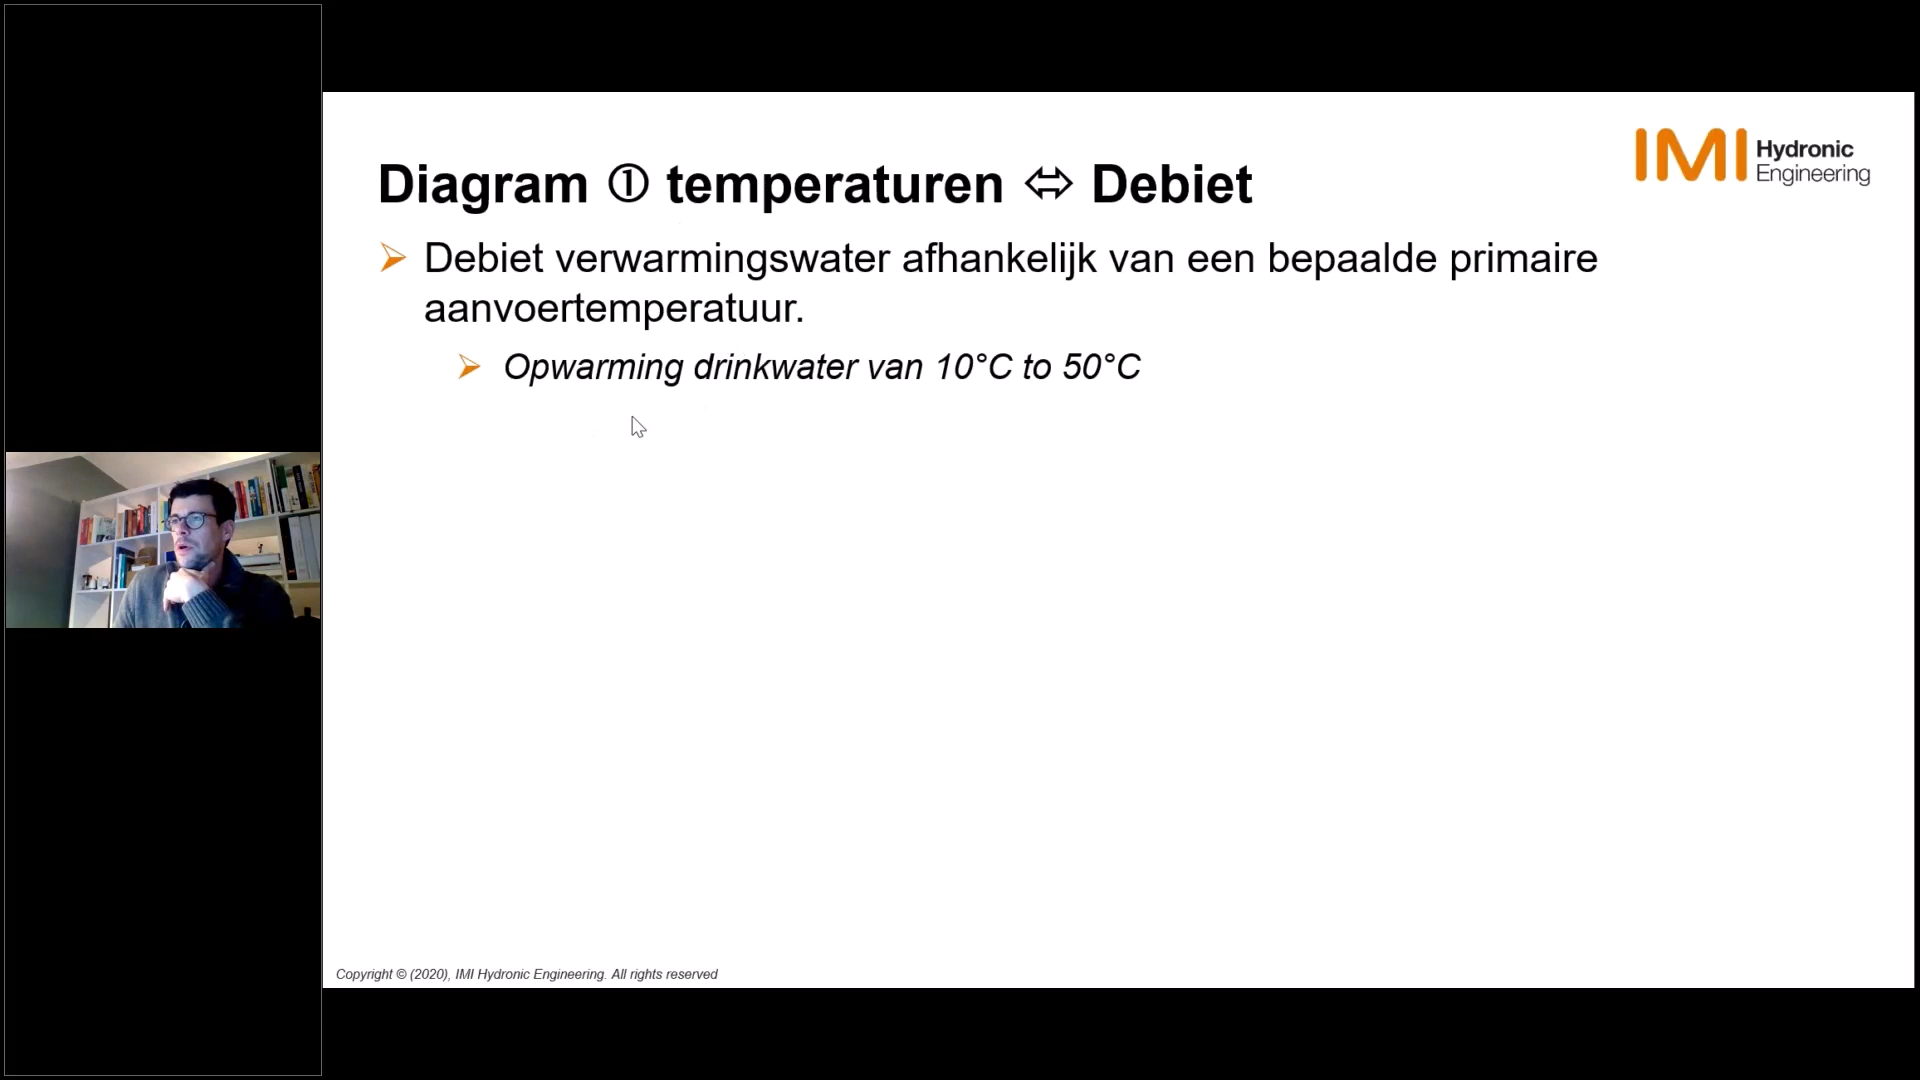 Diagram ① temperaturen ⬄ Debiet
IMI Hydronic
Engineering
Debiet verwarmingswater afhankelijk van een bepaalde primaire
aanvoertemperatuur.
Opwarming drinkwater van 10°C to 50°C
Copyright © (2020), IMI Hydronic Engineering. All rights reserved